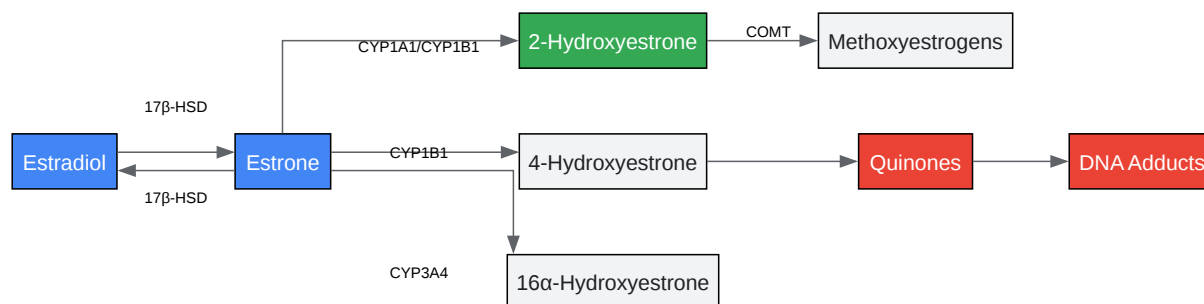 CYP1A1/CYP1B1
2-Hydroxyestrone
COMT
Methoxyestrogens
17β-HSD
Estradiol
Estrone
CYP1B1
4-Hydroxyestrone
Quinones
DNA Adducts
17β-HSD
CYP3A4
16α-Hydroxyestrone